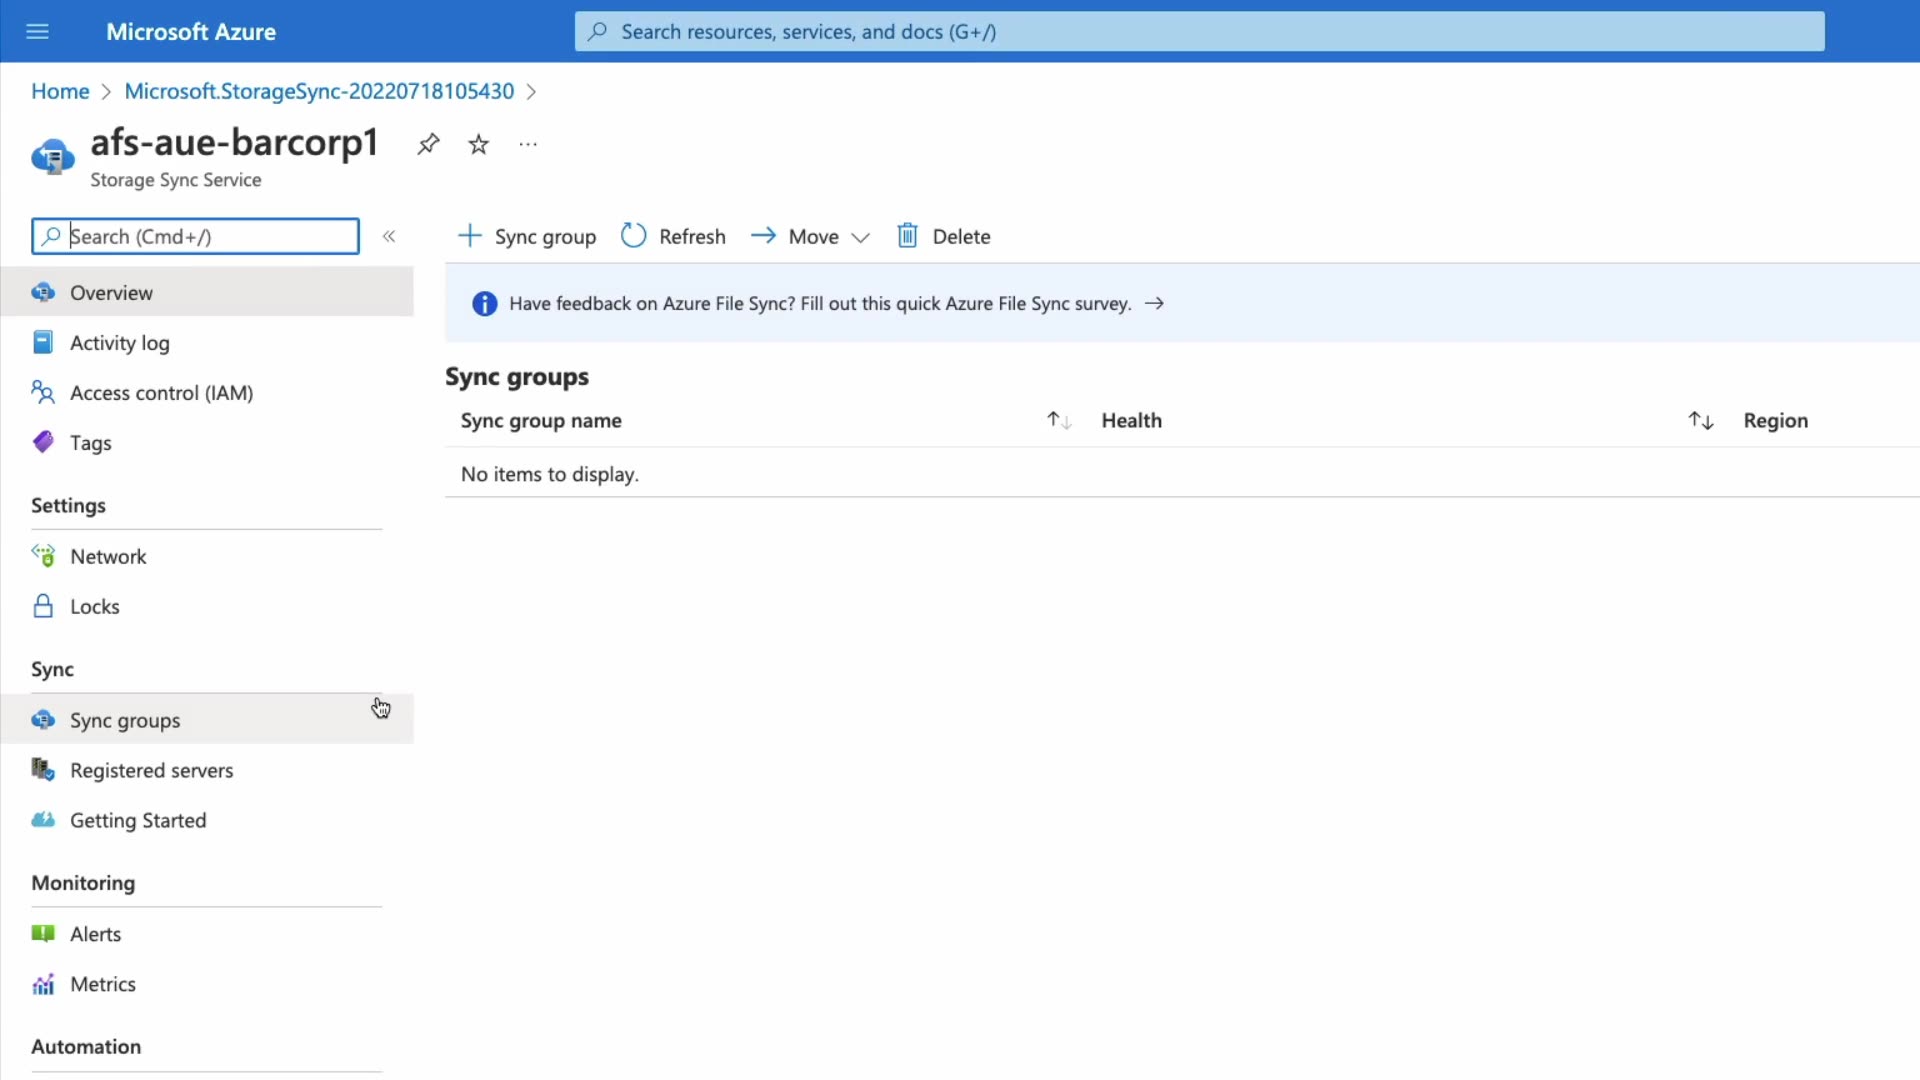 Microsoft Azure
Search resources, services, and docs (G+/)
Home > Microsoft.StorageSync-20220718105430 >
afs-aue-barcorp1
Storage Sync Service
Search (Cmd+/)
Sync group
Refresh
Move
Delete
Overview
Have feedback on Azure File Sync? Fill out this quick Azure File Sync survey. →
Activity log
Access control (IAM)
Tags
Sync groups
Sync group name
Health
Region
No items to display.
Settings
Network
Locks
Sync
Sync groups
Registered servers
Getting Started
Monitoring
Alerts
Metrics
Automation